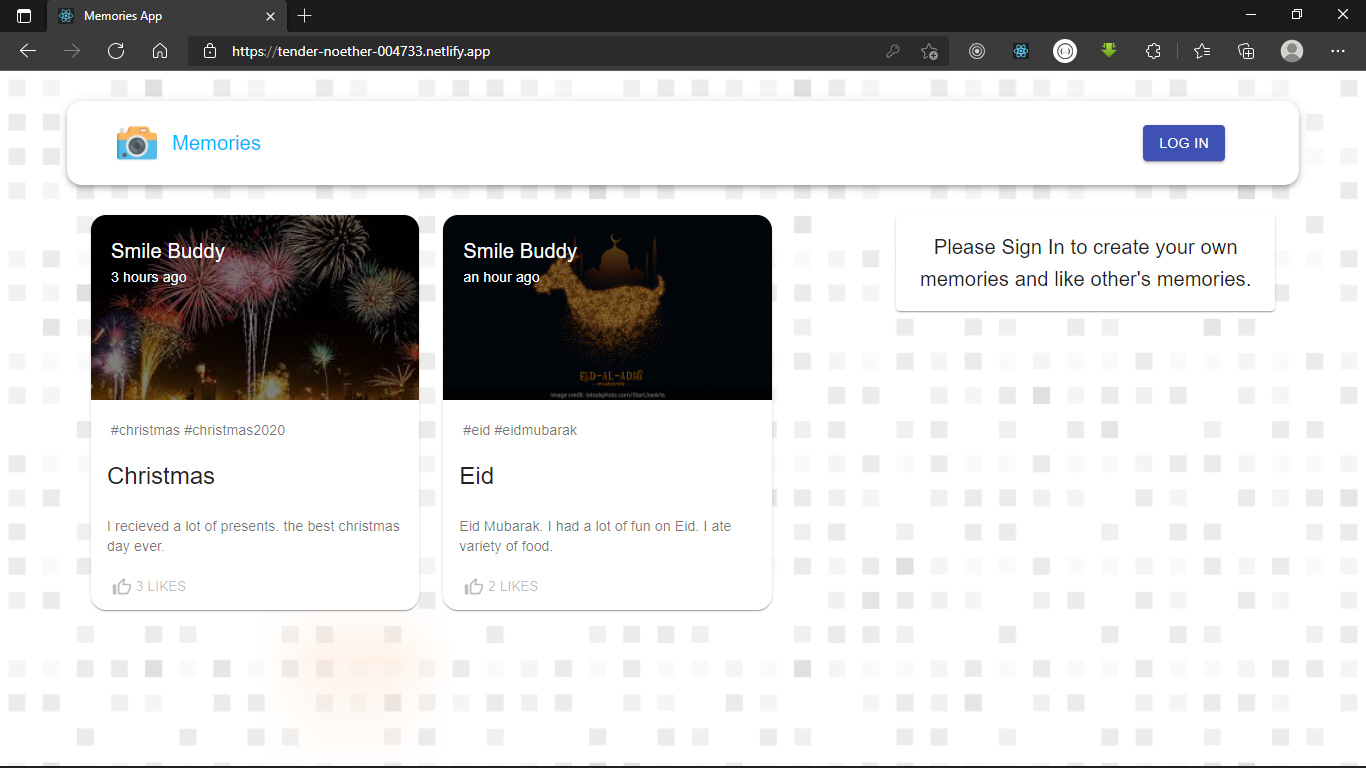 Memories App
https://tender-noether-004733.netlify.app
Memories
LOG IN
Smile Buddy
3 hours ago
#christmas #christmas2020
Christmas
I recieved a lot of presents. the best christmas
day ever.
3 LIKES
Smile Buddy
an hour ago
EID-AL-ADHA
- mubarak -
Image credit: istockphoto.com/StarLineArts
#eid #eidmubarak
Eid
Eid Mubarak. I had a lot of fun on Eid. I ate
variety of food.
2 LIKES
Please Sign In to create your own
memories and like other's memories.